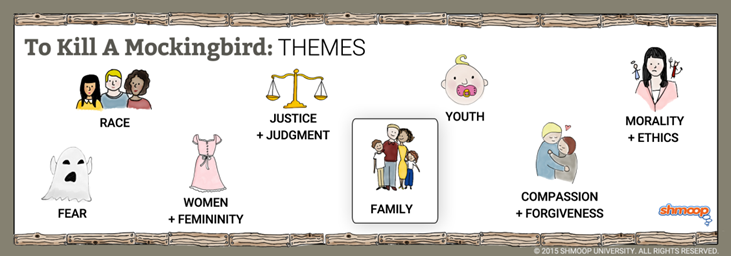 To Kill A Mockingbird: THEMES
RACE
JUSTICE
+ JUDGMENT
YOUTH
MORALITY
+ ETHICS
FEAR
WOMEN
+ FEMININITY
FAMILY
COMPASSION
+ FORGIVENESS
shmoop
© 2015 SHMOOP UNIVERSITY. ALL RIGHTS RESERVED.